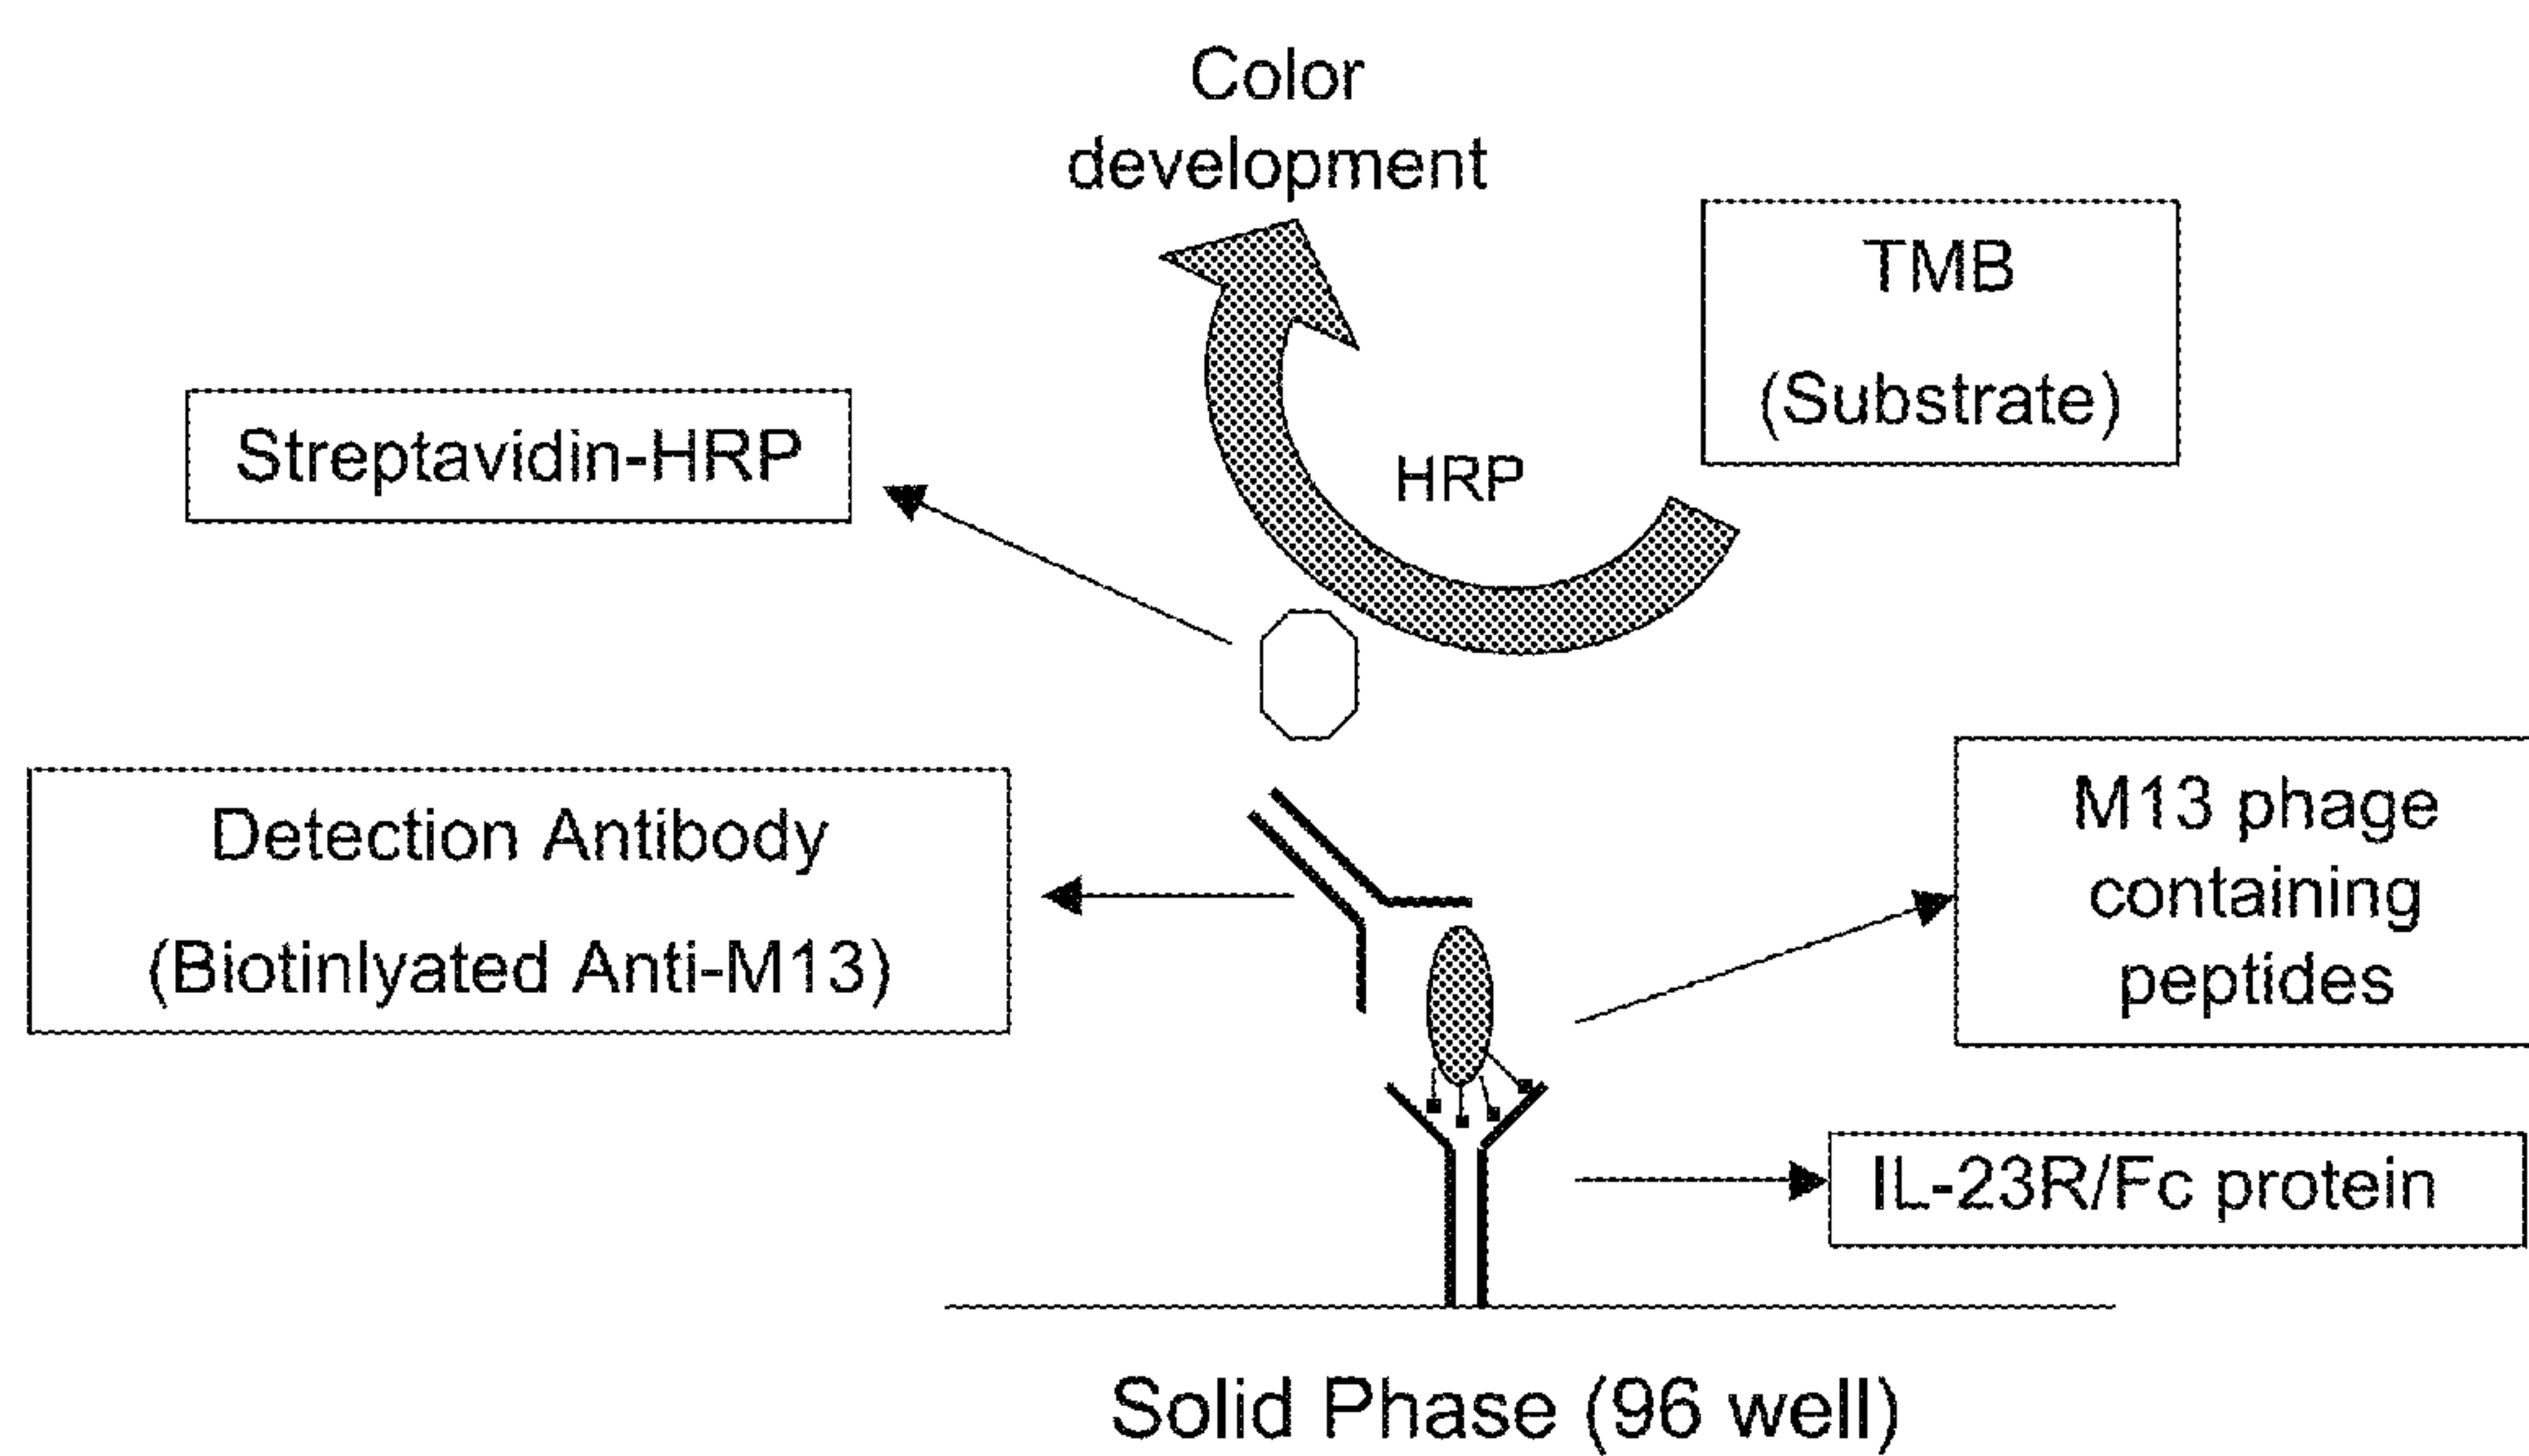 Color
development
TMB
(Substrate)
Streptavidin-HRP
HRP
Detection Antibody
(Biotinlyated Anti-M13)
M13 phage
containing
peptides
IL-23R/Fc protein
Solid Phase (96 well)